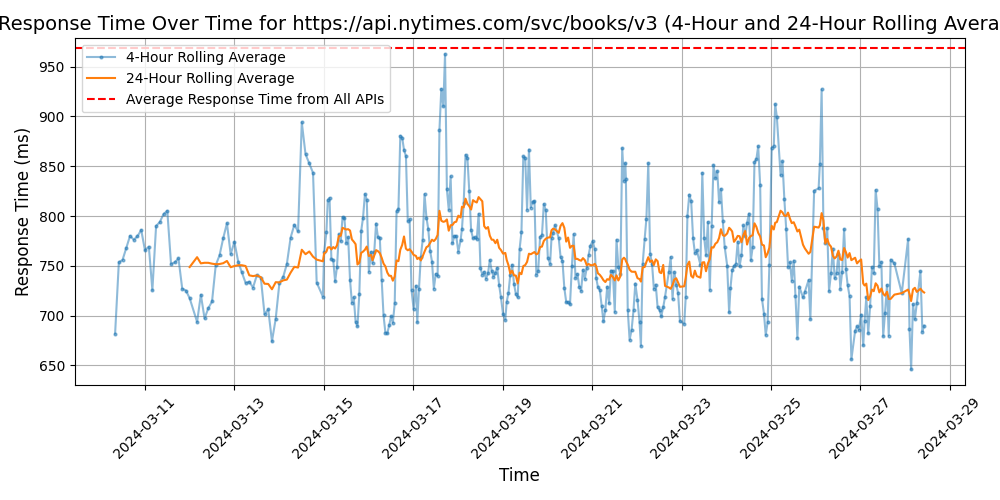 Response Time Over Time for https://api.nytimes.com/svc/books/v3 (4-Hour and 24-Hour Rolling Avera
4-Hour Rolling Average
24-Hour Rolling Average
Average Response Time from All APIs
Response Time (ms)
950
900
850
800
750
700
650
2024-03-11
2024-03-13
2024-03-15
2024-03-17
2024-03-19
2024-03-21
2024-03-23
2024-03-25
2024-03-27
2024-03-29
Time